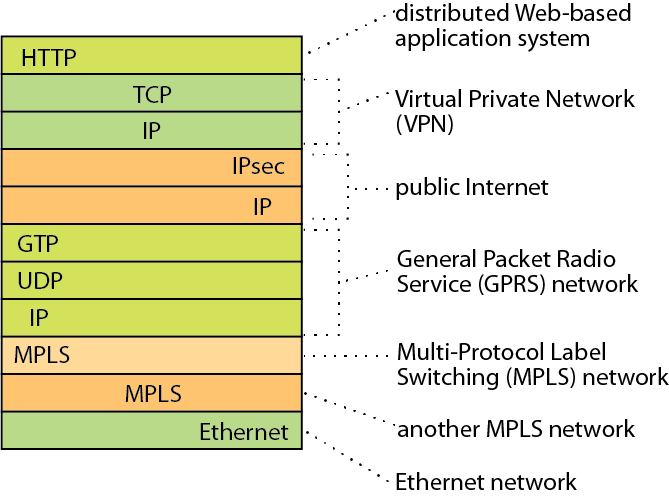 distributed Web-based
application system
HTTP
TCP
Virtual Private Network
(VPN)
IP
IPsec
public Internet
IP
GTP
General Packet Radio
Service (GPRS) network
UDP
IP
MPLS
Multi-Protocol Label
Switching (MPLS) network
MPLS
another MPLS network
Ethernet
Ethernet network